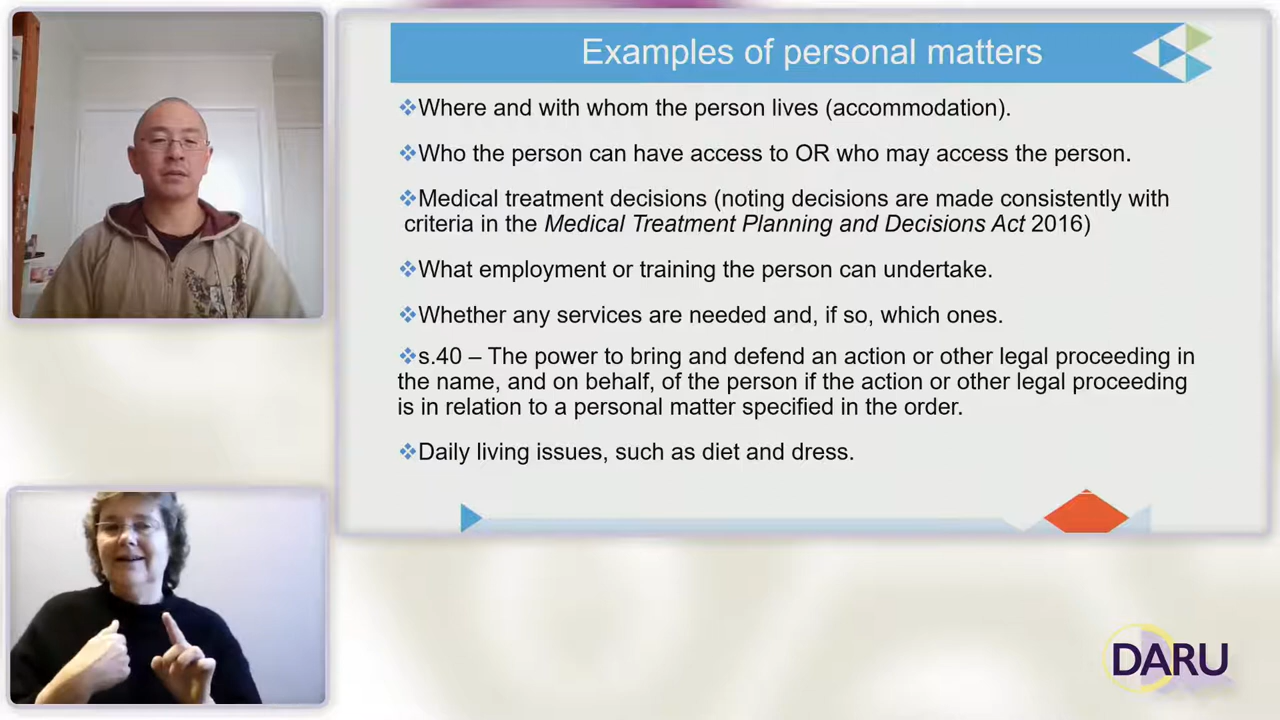 Examples of personal matters
❖Where and with whom the person lives (accommodation).
❖Who the person can have access to OR who may access the person.
❖Medical treatment decisions (noting decisions are made consistently with
criteria in the Medical Treatment Planning and Decisions Act 2016)
❖What employment or training the person can undertake.
❖Whether any services are needed and, if so, which ones.
❖s.40 – The power to bring and defend an action or other legal proceeding in
the name, and on behalf, of the person if the action or other legal proceeding
is in relation to a personal matter specified in the order.
❖Daily living issues, such as diet and dress.
DARU